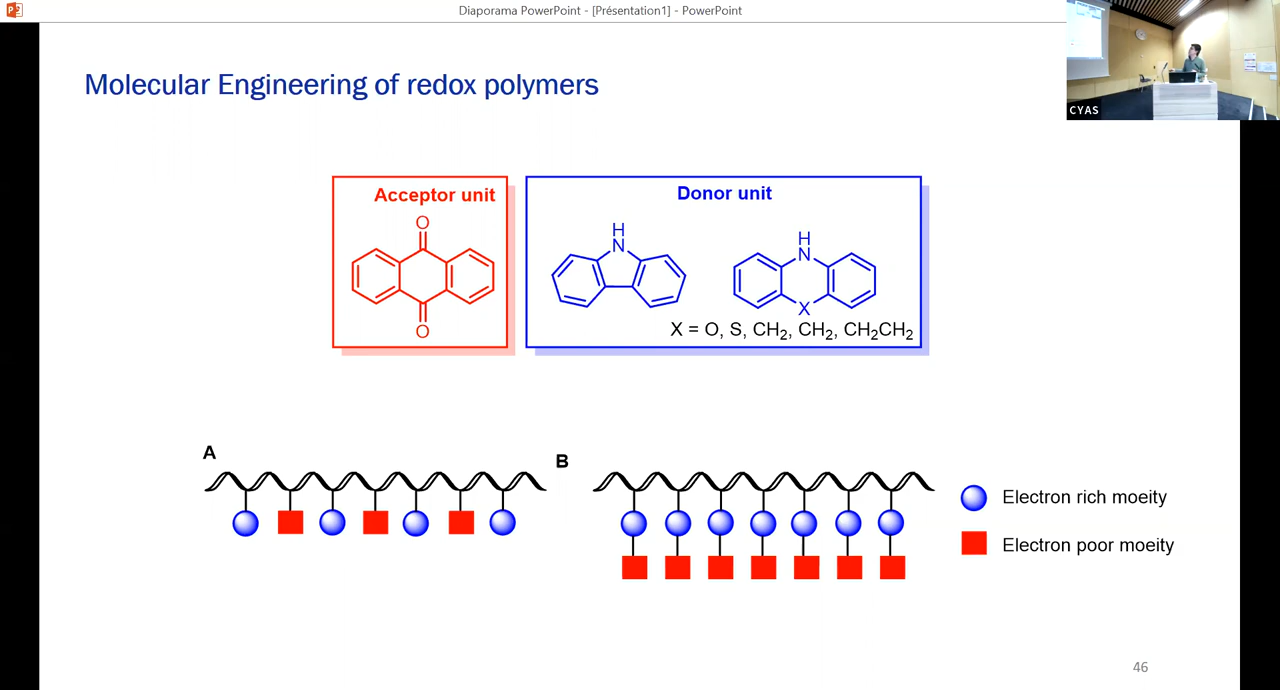 Diaporama PowerPoint - [Présentation1] - PowerPoint
CYAS
Molecular Engineering of redox polymers
Acceptor unit
O
O
Donor unit
H
N
H
N
X
X = O, S, CH₂, CH₂, CH₂CH₂
A
B
Electron rich moeity
Electron poor moeity
46